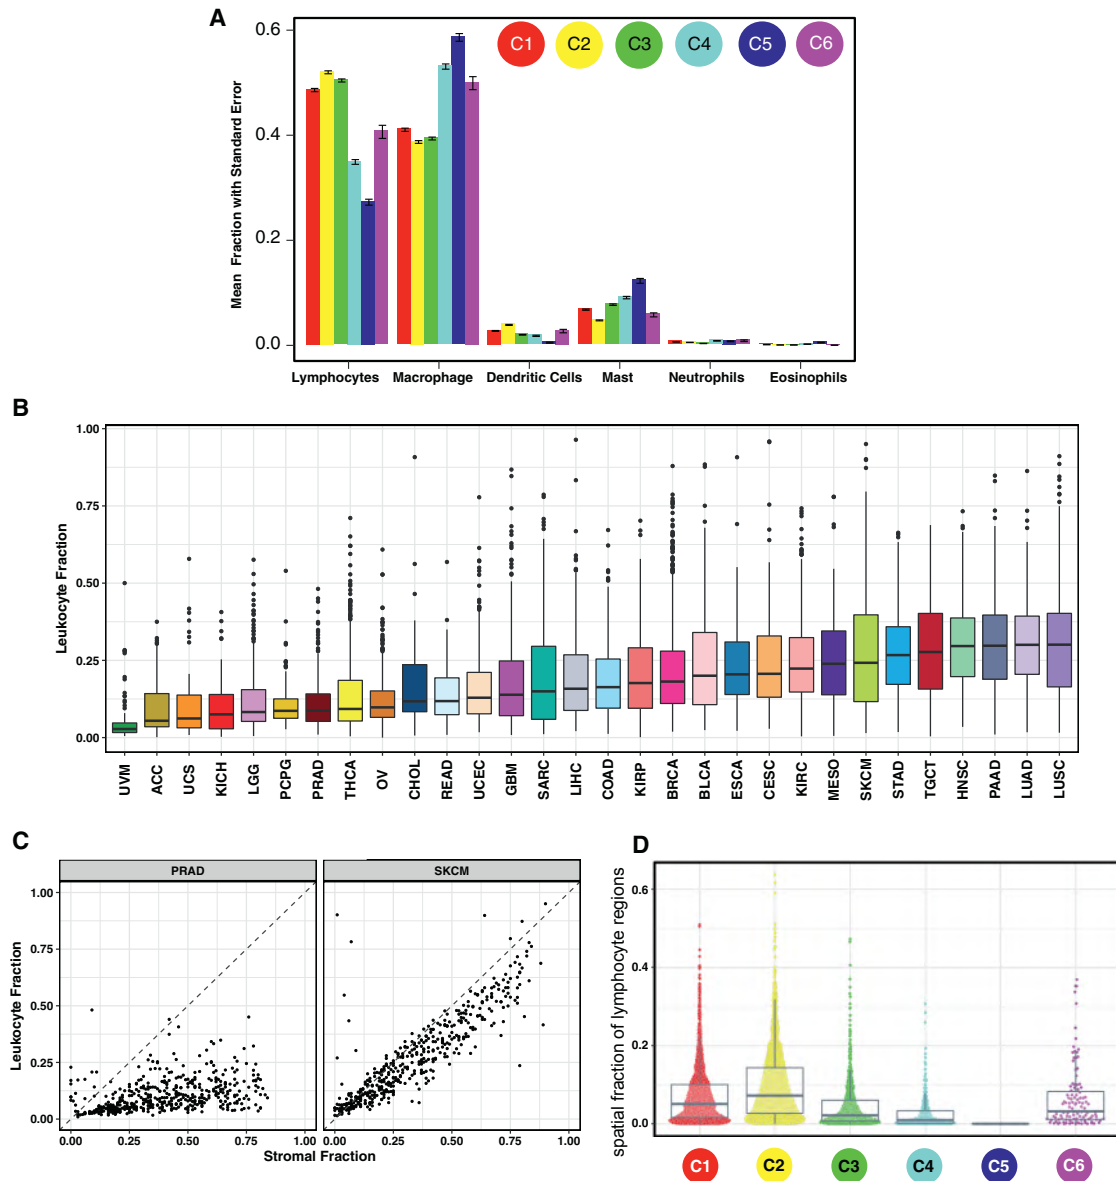 A
Mean Fraction with Standard Error
0.6
0.4
0.2
0.0
C1 C2 C3 C4 C5 C6
Lymphocytes Macrophage Dendritic Cells Mast Neutrophils Eosinophils
B
Leukocyte Fraction
1.00
0.75
0.50
0.25
0.00
UVM ACC UCS KICH LGG PCPG PRAD THCA OV CHOL READ UCEC GBM SARC LIHC COAD KIRP BRCA BLCA ESCA CESC KIRC MESO SKCM STAD TGCT HNSC PAAD LUAD LUSC
C
PRAD SKCM
Leukocyte Fraction
1.00
0.75
0.50
0.25
0.00
0.00 0.25 0.50 0.75 1.00 0.00 0.25 0.50 0.75 1.00
Stromal Fraction
D
spatial fraction of lymphocyte regions
0.6
0.4
0.2
0.0
C1 C2 C3 C4 C5 C6